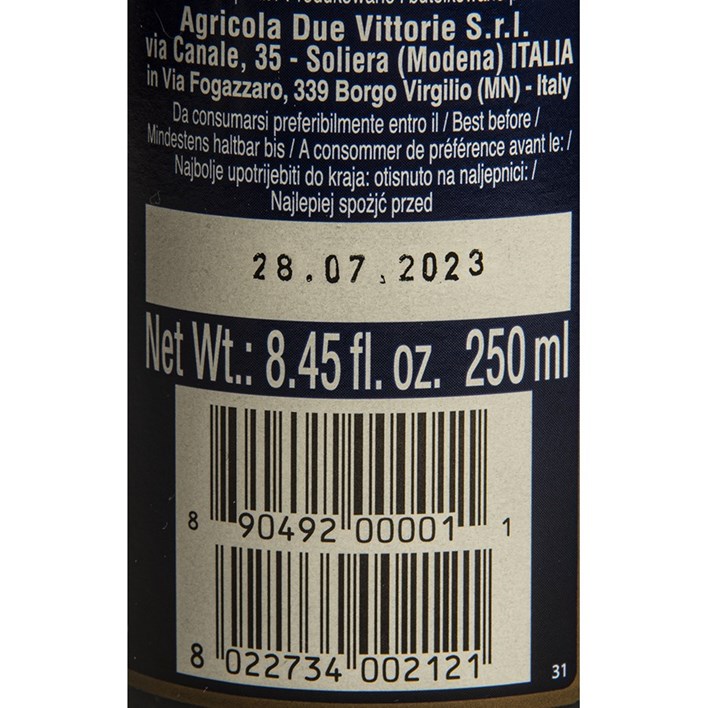 Agricola Due Vittorie S.r.l.
via Canale, 35 - Soliera (Modena) ITALIA
in Via Fogazzaro, 339 Borgo Virgilio (MN) - Italy
Da consumarsi preferibilmente entro il / Best before /
Mindestens haltbar bis / A consommer de préférence avant le: /
Najbolje upotrijebiti do kraja: otisnuto na naljepnici: /
Najlepiej spożjć przed
28.07.2023
Net Wt.: 8.45 fl. oz. 250 ml
8 90492 00001 1
8 022734 002121
31